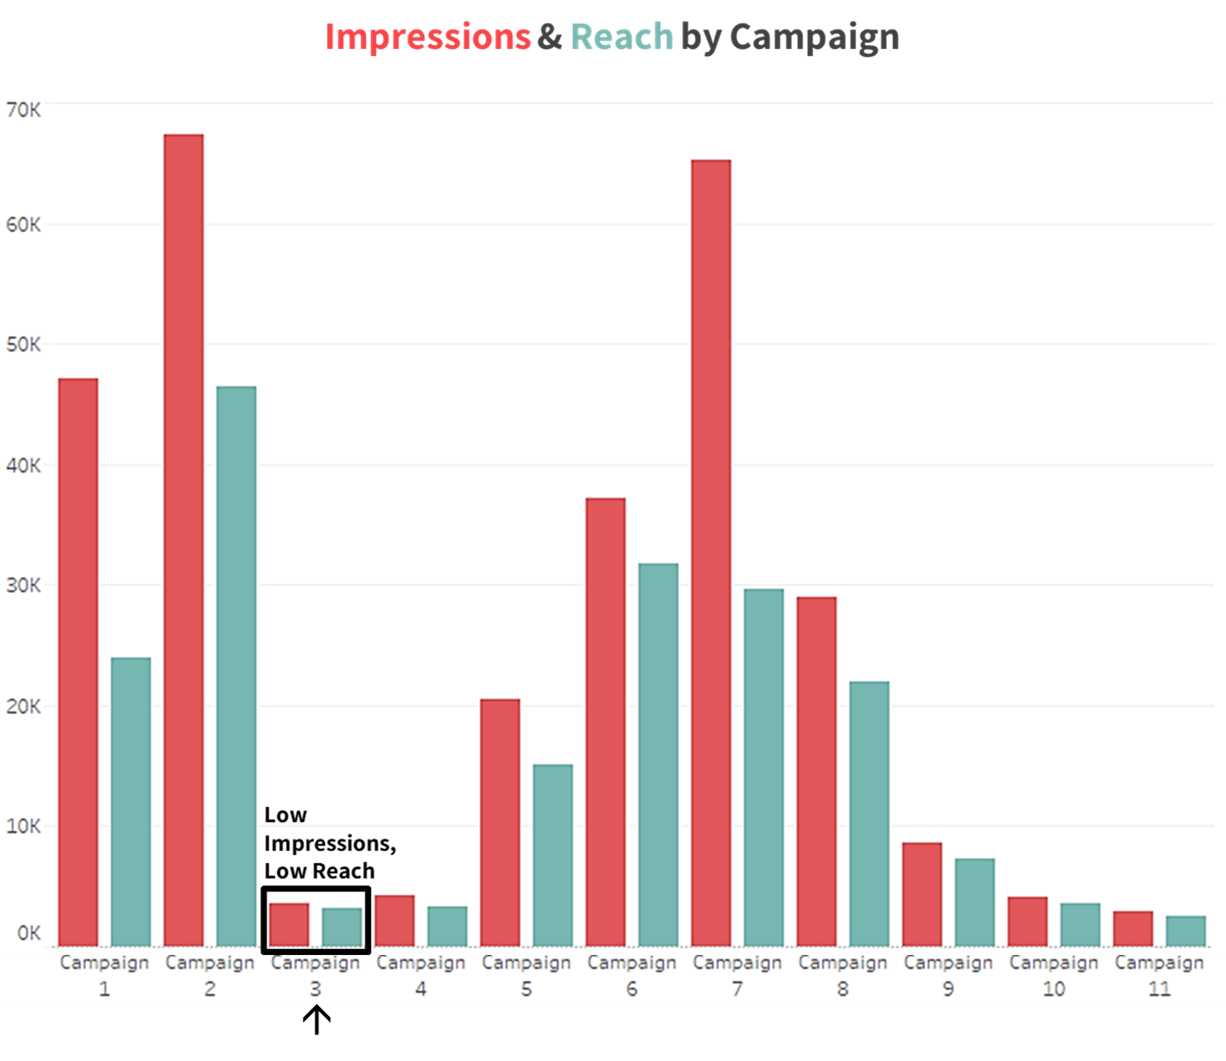 Impressions & Reach by Campaign
70K
60K
50K
40K
30K
20K
10K
0K
Low
Impressions,
Low Reach
Campaign Campaign Campaign Campaign Campaign Campaign Campaign Campaign Campaign Campaign Campaign
1 2 3 4 5 6 7 8 9 10 11